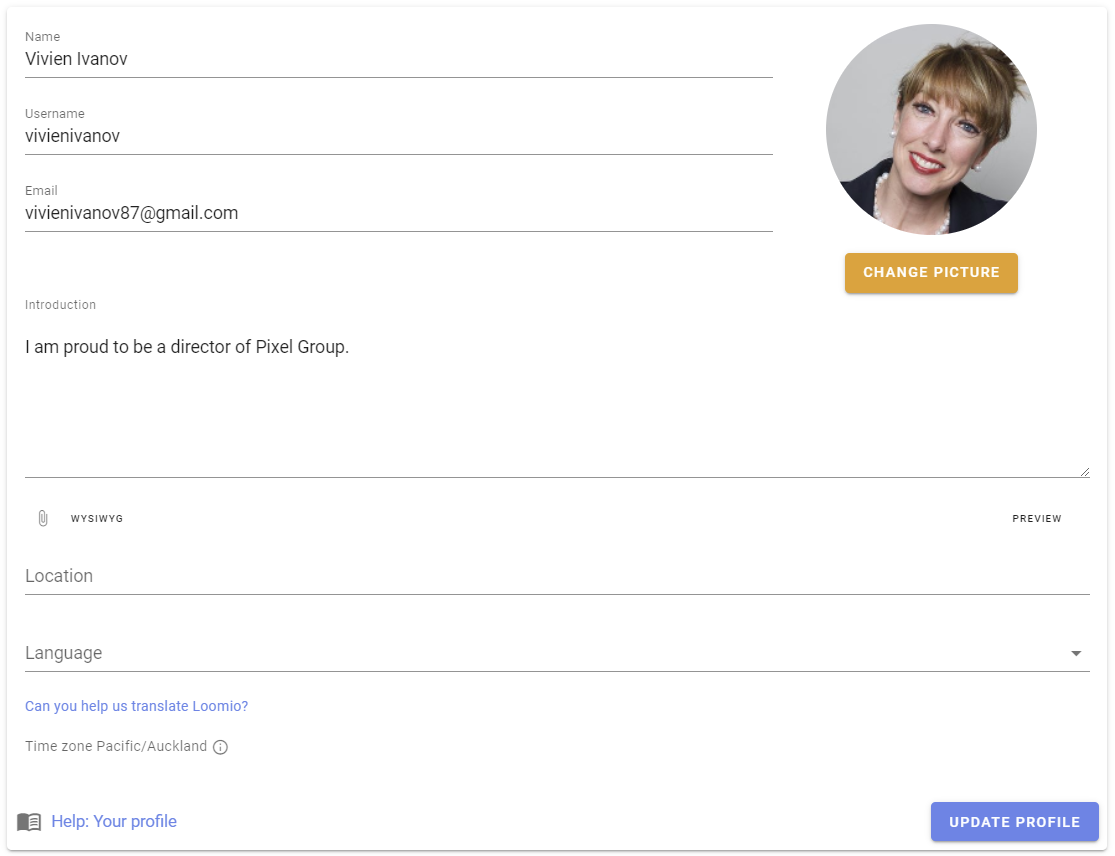 Name
Vivien Ivanov
Username
vivienivanov
Email
vivienivanov87@gmail.com
CHANGE PICTURE
Introduction
I am proud to be a director of Pixel Group.
WYSIWYG PREVIEW
Location
Language
Can you help us translate Loomio?
Time zone Pacific/Auckland
Help: Your profile UPDATE PROFILE